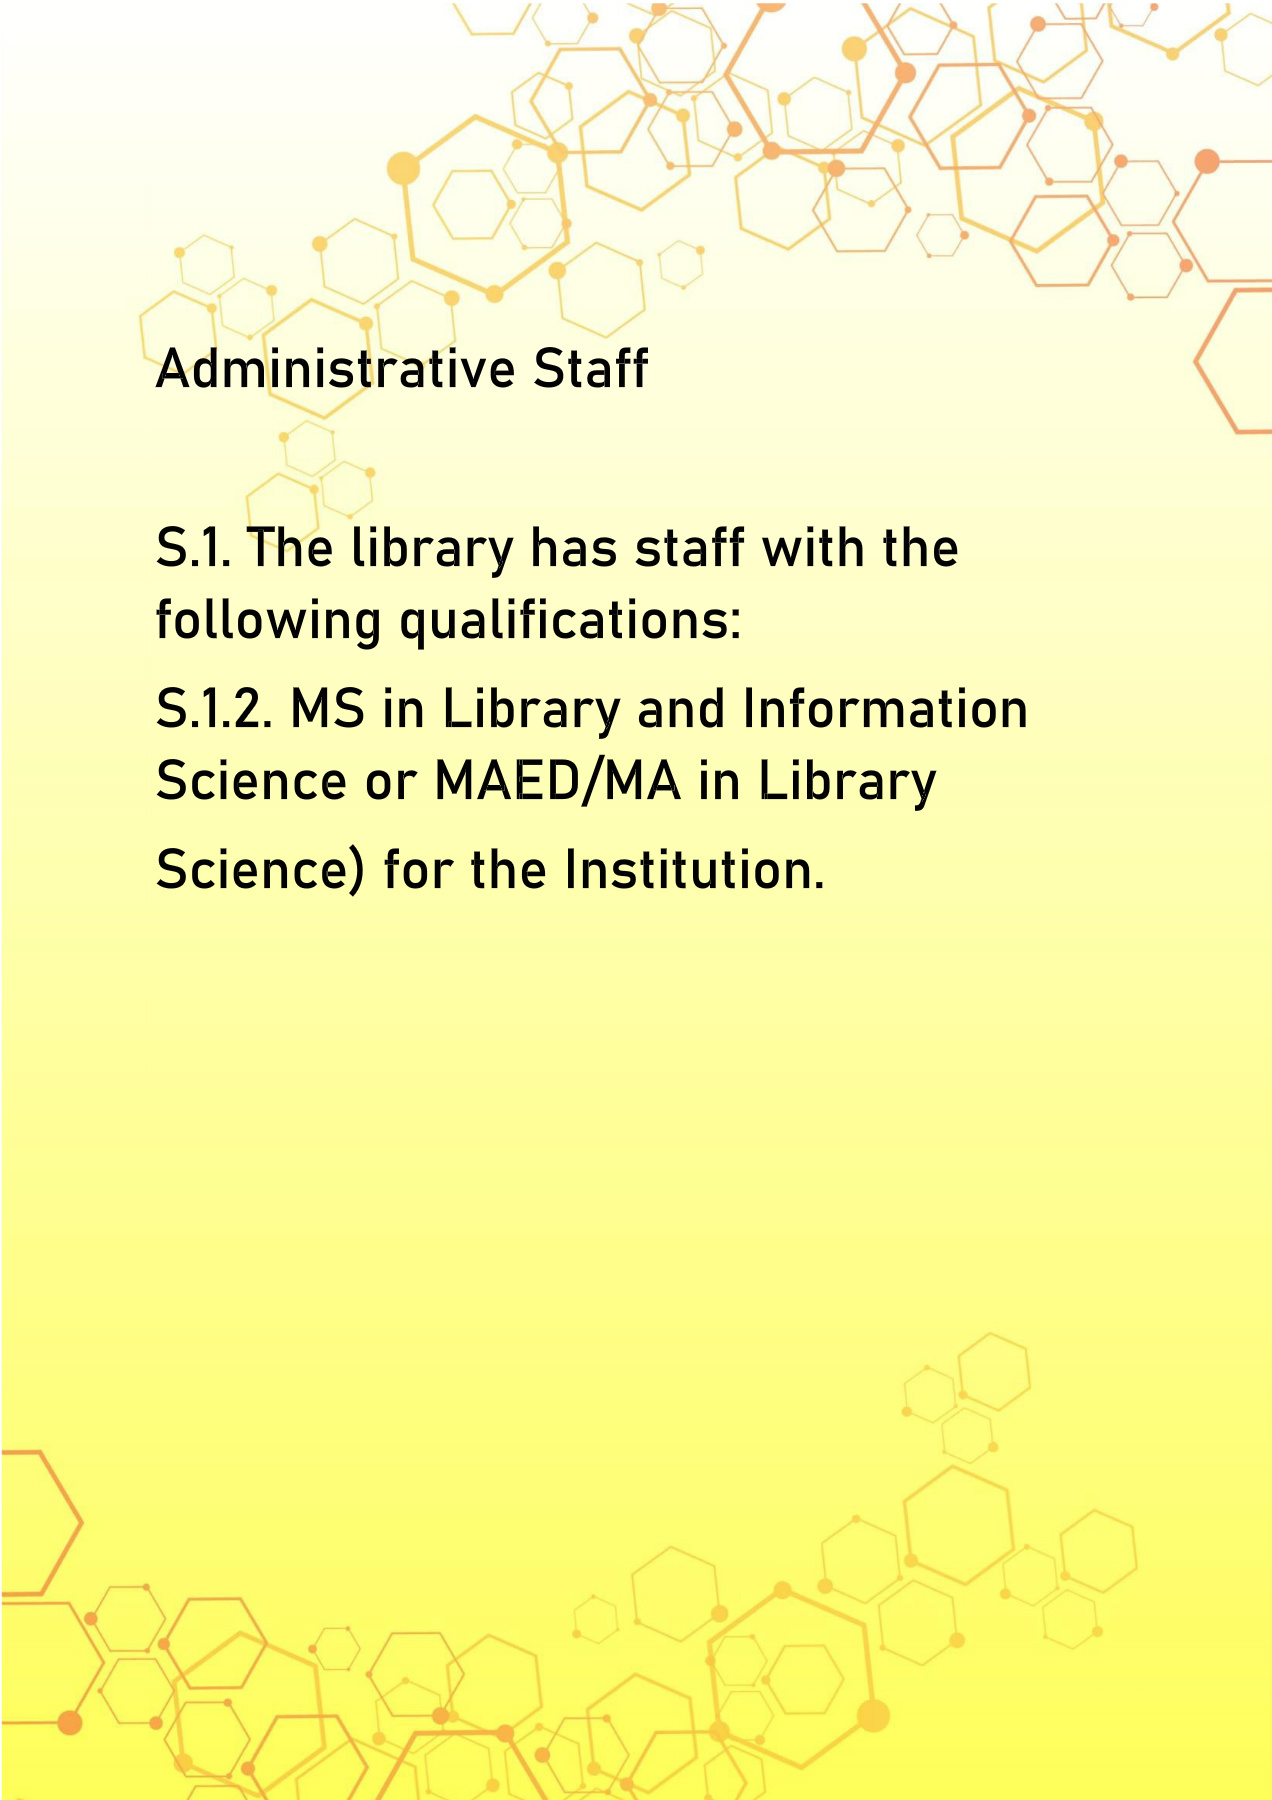 Administrative Staff
S.1. The library has staff with the
following qualifications:
S.1.2. MS in Library and Information
Science or MAED/MA in Library
Science) for the Institution.